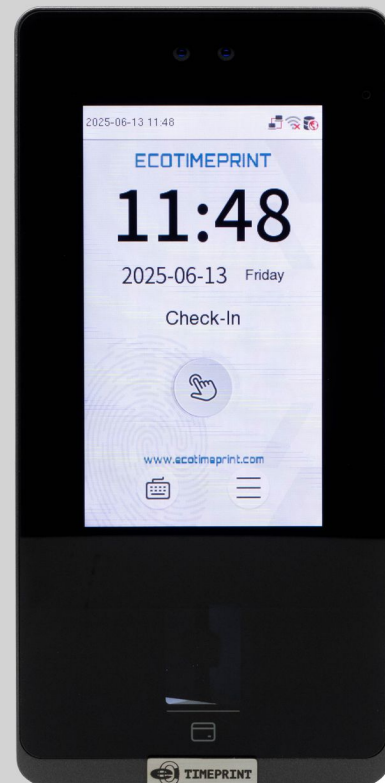 2025-06-13 11:48
ECOTIMEPRINT
11:48
2025-06-13 Friday
Check-In
www.ecotimeprint.com
TIMEPRINT